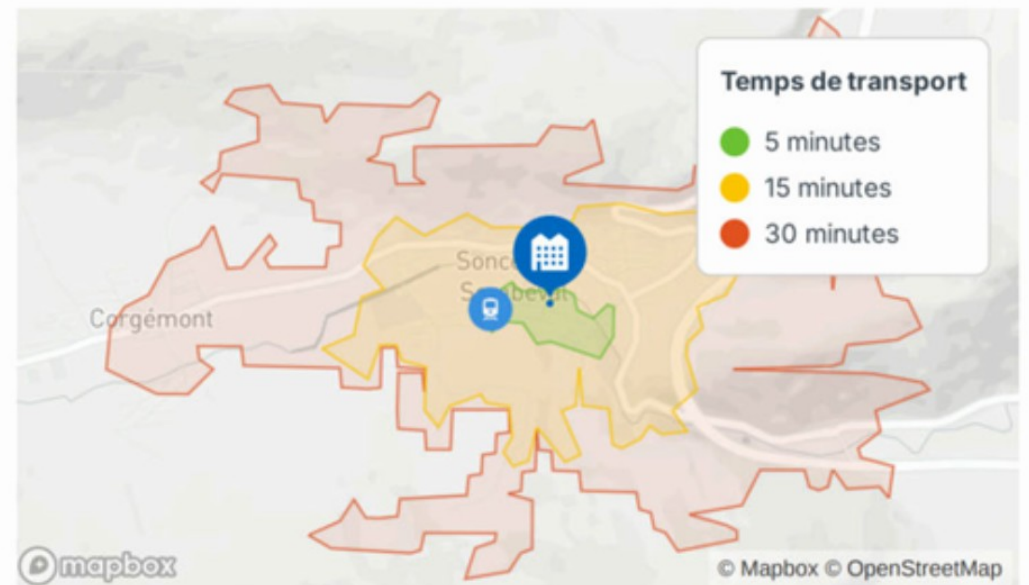 Temps de transport
5 minutes
15 minutes
30 minutes
Corgémont
mapbox
© Mapbox © OpenStreetMap